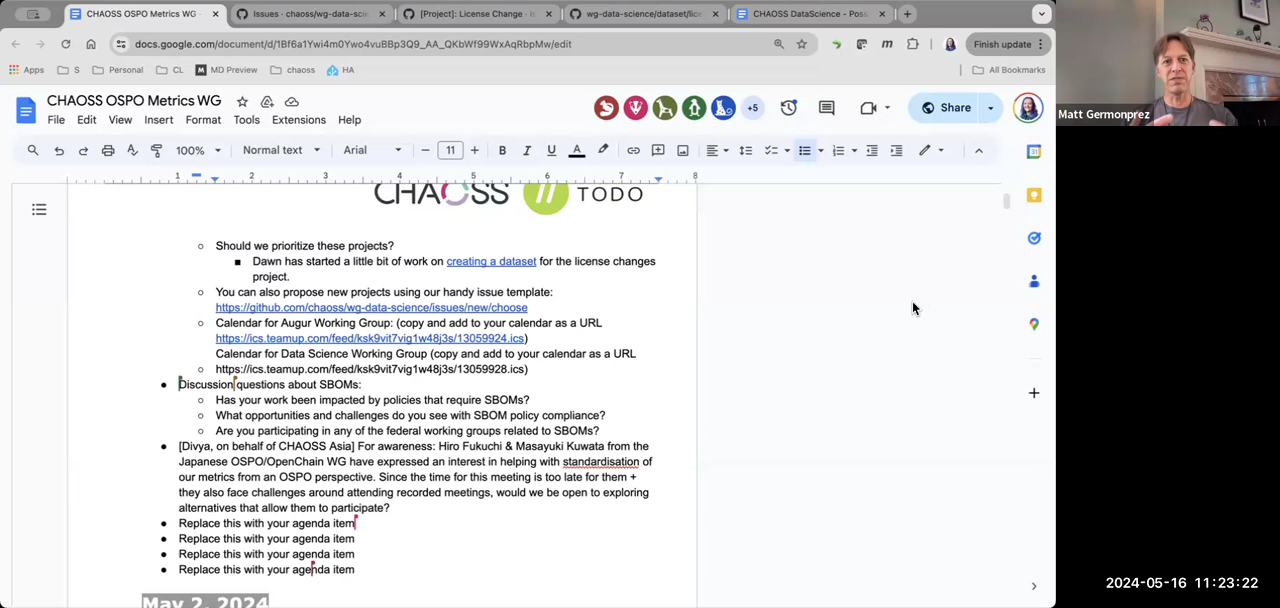 CHAOSS OSPO Metrics WG -
Issues · chaoss/wg-data-scie
[Project]: License Change · Is
wg-data-science/dataset/lice
CHAOSS DataScience - Poss
docs.google.com/document/d/1Bf6a1Ywi4m0Ywo4vuBBp3Q9_AA_QKbWf99WxAqRbpMw/edit
Finish update
Apps
S
Personal
CL
MD Preview
chaoss
HA
All Bookmarks
CHAOSS OSPO Metrics WG
File Edit View Insert Format Tools Extensions Help
+5
Share
Matt Germonprez
100%
Normal text
Arial
11
1 2 3 4 5 6 7 8
CHAOSS // TODO
Should we prioritize these projects?
Dawn has started a little bit of work on creating a dataset for the license changes
project.
You can also propose new projects using our handy issue template:
https://github.com/chaoss/wg-data-science/issues/new/choose
Calendar for Augur Working Group: (copy and add to your calendar as a URL
https://ics.teamup.com/feed/ksk9vit7vig1w48j3s/13059924.ics)
Calendar for Data Science Working Group (copy and add to your calendar as a URL
https://ics.teamup.com/feed/ksk9vit7vig1w48j3s/13059928.ics)
Discussion questions about SBOMs:
Has your work been impacted by policies that require SBOMs?
What opportunities and challenges do you see with SBOM policy compliance?
Are you participating in any of the federal working groups related to SBOMs?
[Divya, on behalf of CHAOSS Asia] For awareness: Hiro Fukuchi & Masayuki Kuwata from the
Japanese OSPO/OpenChain WG have expressed an interest in helping with standardisation of
our metrics from an OSPO perspective. Since the time for this meeting is too late for them +
they also face challenges around attending recorded meetings, would we be open to exploring
alternatives that allow them to participate?
Replace this with your agenda item
Replace this with your agenda item
Replace this with your agenda item
Replace this with your agenda item
May 2, 2024
2024-05-16 11:23:22